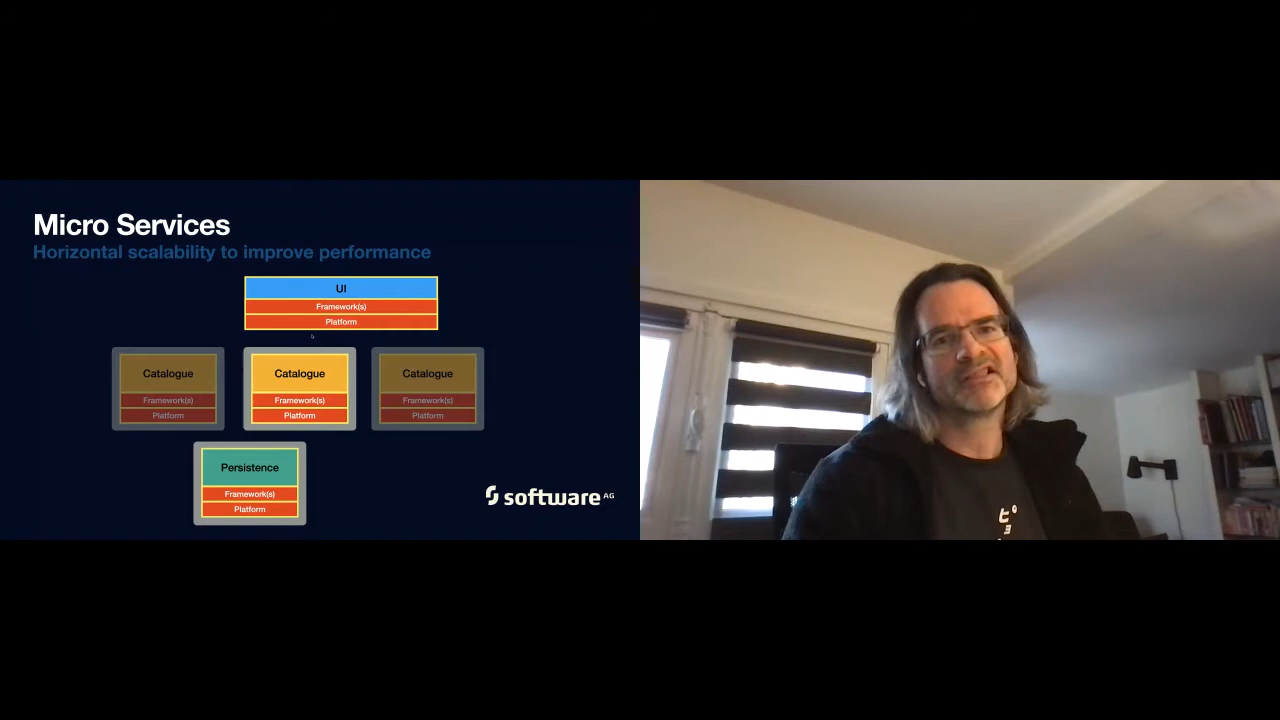 Micro Services
Horizontal scalability to improve performance
UI
Framework(s)
Platform
Catalogue
Framework(s)
Platform
Catalogue
Framework(s)
Platform
Catalogue
Framework(s)
Platform
Persistence
Framework(s)
Platform
software AG